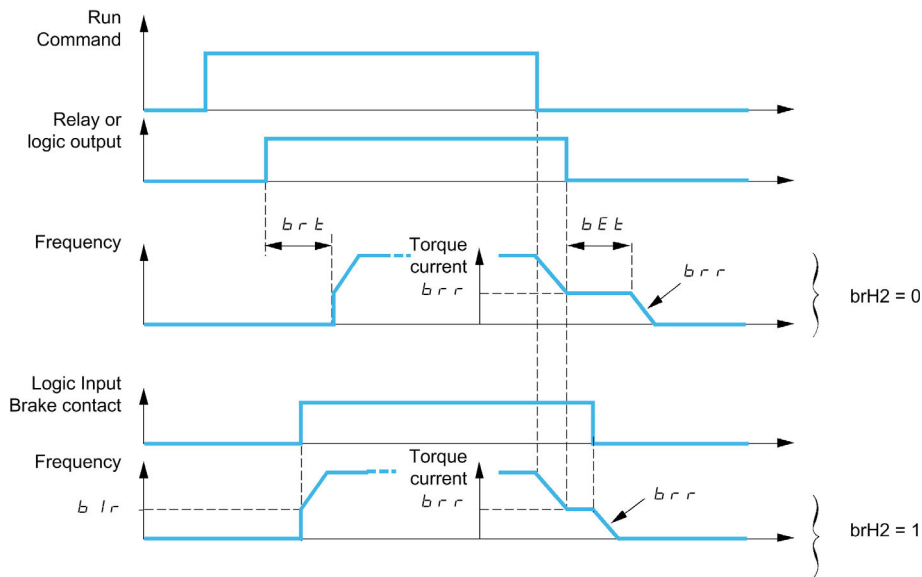 Run
Command
Relay or
logic output
brt
bEt
Frequency
Torque
current
brr
brr
brH2 = 0
Logic Input
Brake contact
Frequency
Torque
current
bIr
brr
brr
brH2 = 1